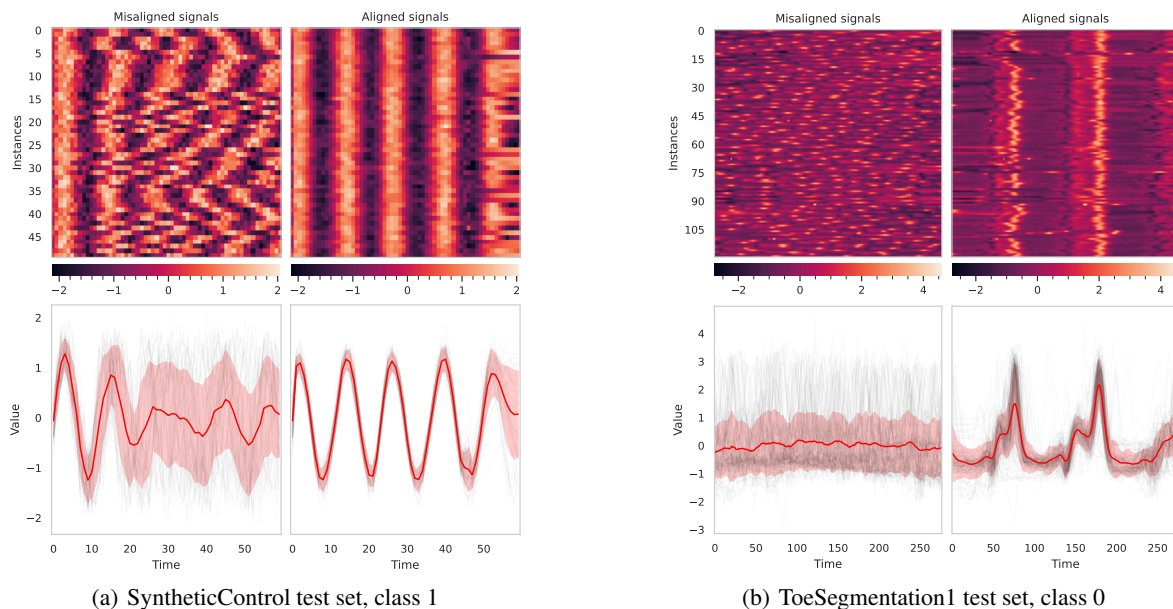 Misaligned signals
Aligned signals
Misaligned signals
Aligned signals
Instances
0
5
10
15
20
25
30
35
40
45
Instances
0
15
30
45
60
75
90
105
−2 −1 0 1 2
−2 −1 0 1 2
−2 0 2 4
−2 0 2 4
Value
2
1
0
−1
−2
Value
4
3
2
1
0
−1
−2
−3
0 10 20 30 40 50
0 10 20 30 40 50
0 50 100 150 200 250
0 50 100 150 200 250
Time
Time
Time
Time
(a) SyntheticControl test set, class 1
(b) ToeSegmentation1 test set, class 0